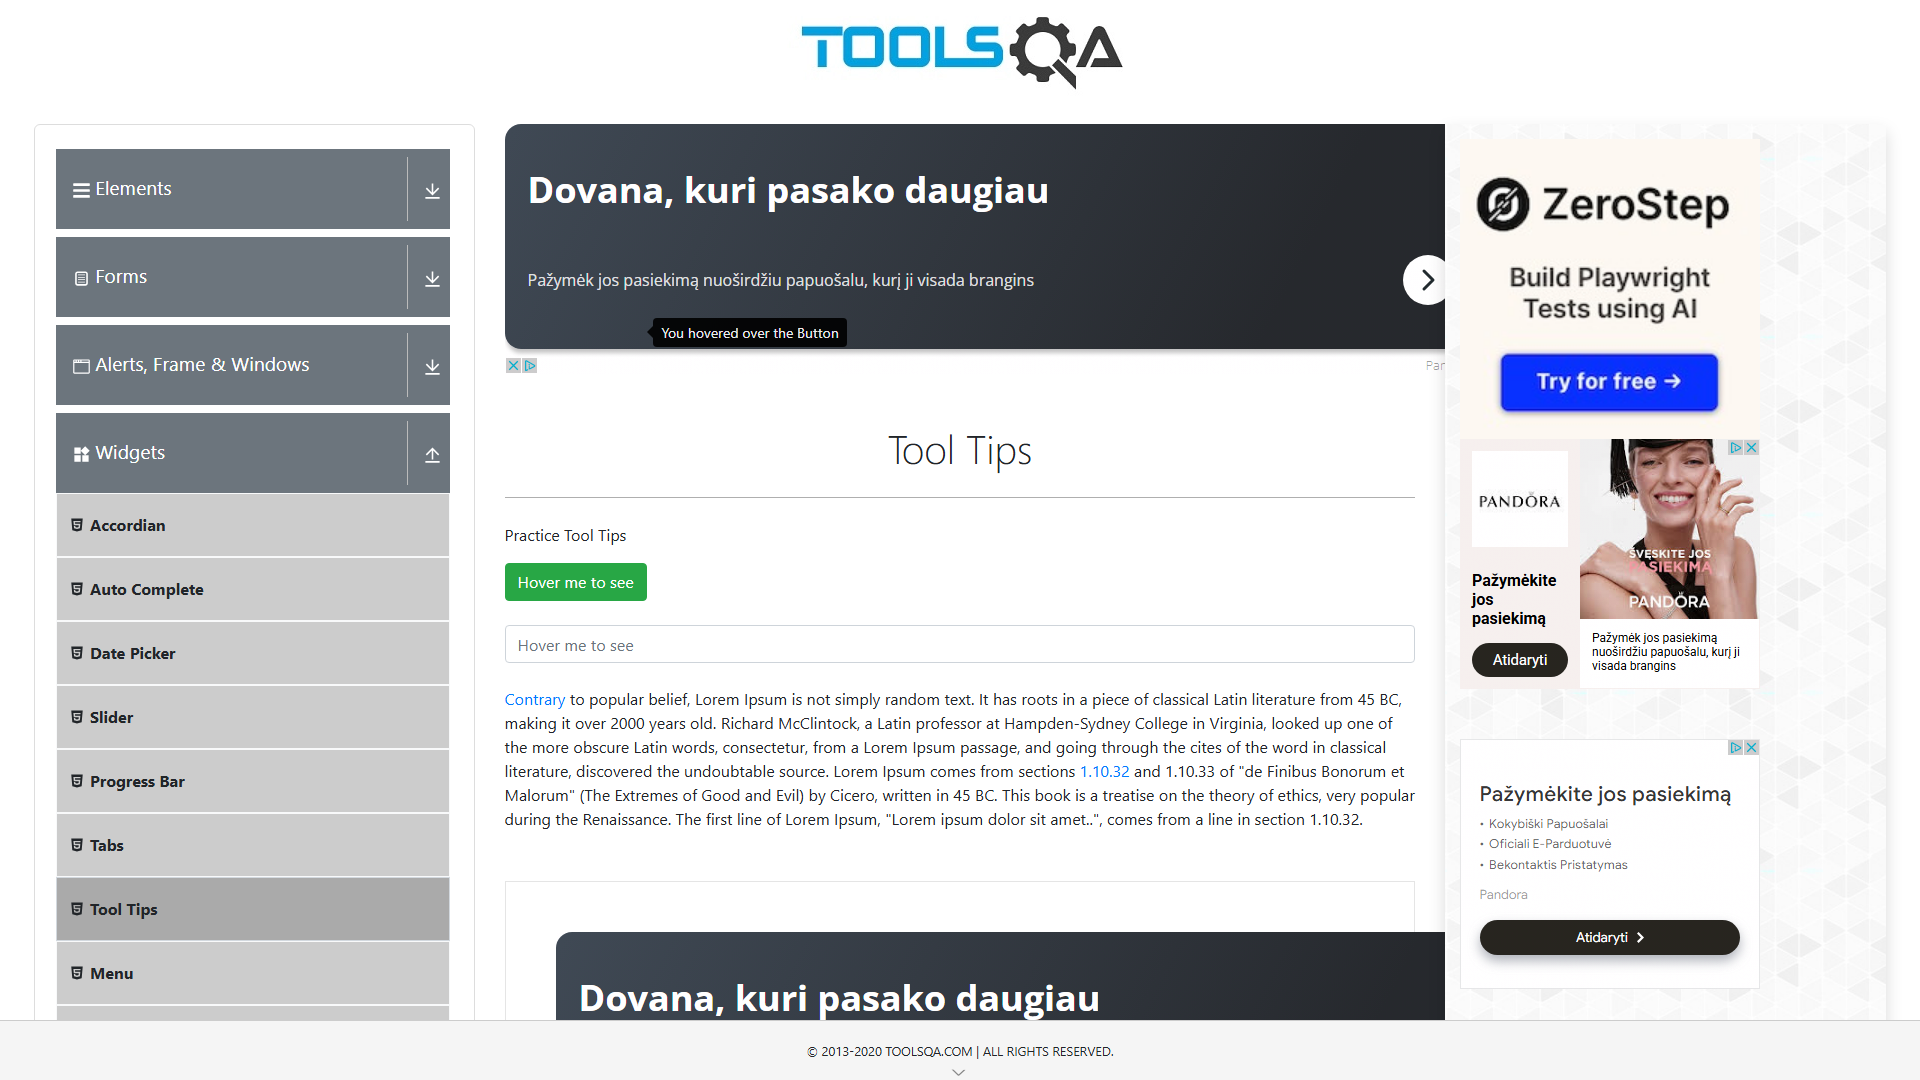 TOOLSQA
Elements
Forms
Alerts, Frame & Windows
Widgets
Accordian
Auto Complete
Date Picker
Slider
Progress Bar
Tabs
Tool Tips
Menu
Dovana, kuri pasako daugiau
Pažymėk jos pasiekimą nuoširdžiu papuošalu, kurį ji visada brangins
You hovered over the Button
Tool Tips
Practice Tool Tips
Hover me to see
Hover me to see
Contrary to popular belief, Lorem Ipsum is not simply random text. It has roots in a piece of classical Latin literature from 45 BC,
making it over 2000 years old. Richard McClintock, a Latin professor at Hampden-Sydney College in Virginia, looked up one of
the more obscure Latin words, consectetur, from a Lorem Ipsum passage, and going through the cites of the word in classical
literature, discovered the undoubtable source. Lorem Ipsum comes from sections 1.10.32 and 1.10.33 of "de Finibus Bonorum et
Malorum" (The Extremes of Good and Evil) by Cicero, written in 45 BC. This book is a treatise on the theory of ethics, very popular
during the Renaissance. The first line of Lorem Ipsum, "Lorem ipsum dolor sit amet..", comes from a line in section 1.10.32.
Dovana, kuri pasako daugiau
ZeroStep
Build Playwright
Tests using AI
Try for free →
PANDÓRA
Pažymėkite
jos
pasiekimą
Atidaryti
ŠVĘSKITE JOS
PASIEKIMĄ
PANDÓRA
Pažymėk jos pasiekimą
nuoširdžiu papuošalu, kurį ji
visada brangins
Pažymėkite jos pasiekimą
• Kokybiški Papuošalai
• Oficiali E-Parduotuvė
• Bekontaktis Pristatymas
Pandora
Atidaryti
© 2013-2020 TOOLSQA.COM | ALL RIGHTS RESERVED.